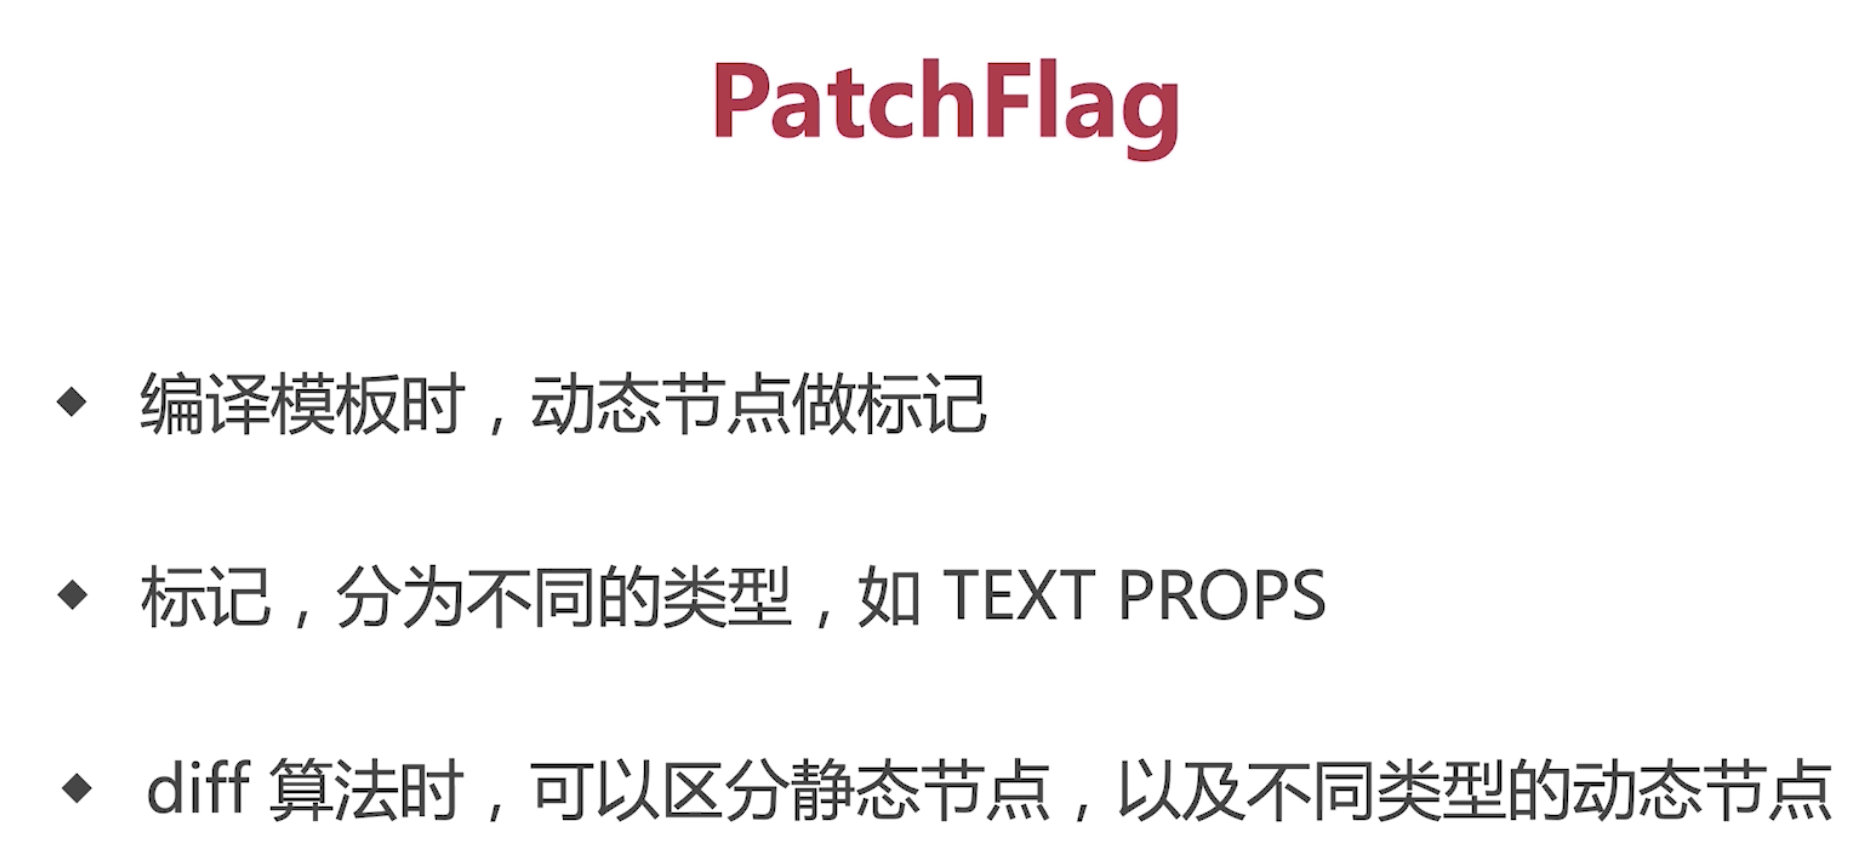 PatchFlag
◆ 编译模板时，动态节点做标记
◆ 标记，分为不同的类型，如 TEXT PROPS
◆ diff 算法时，可以区分静态节点，以及不同类型的动态节点